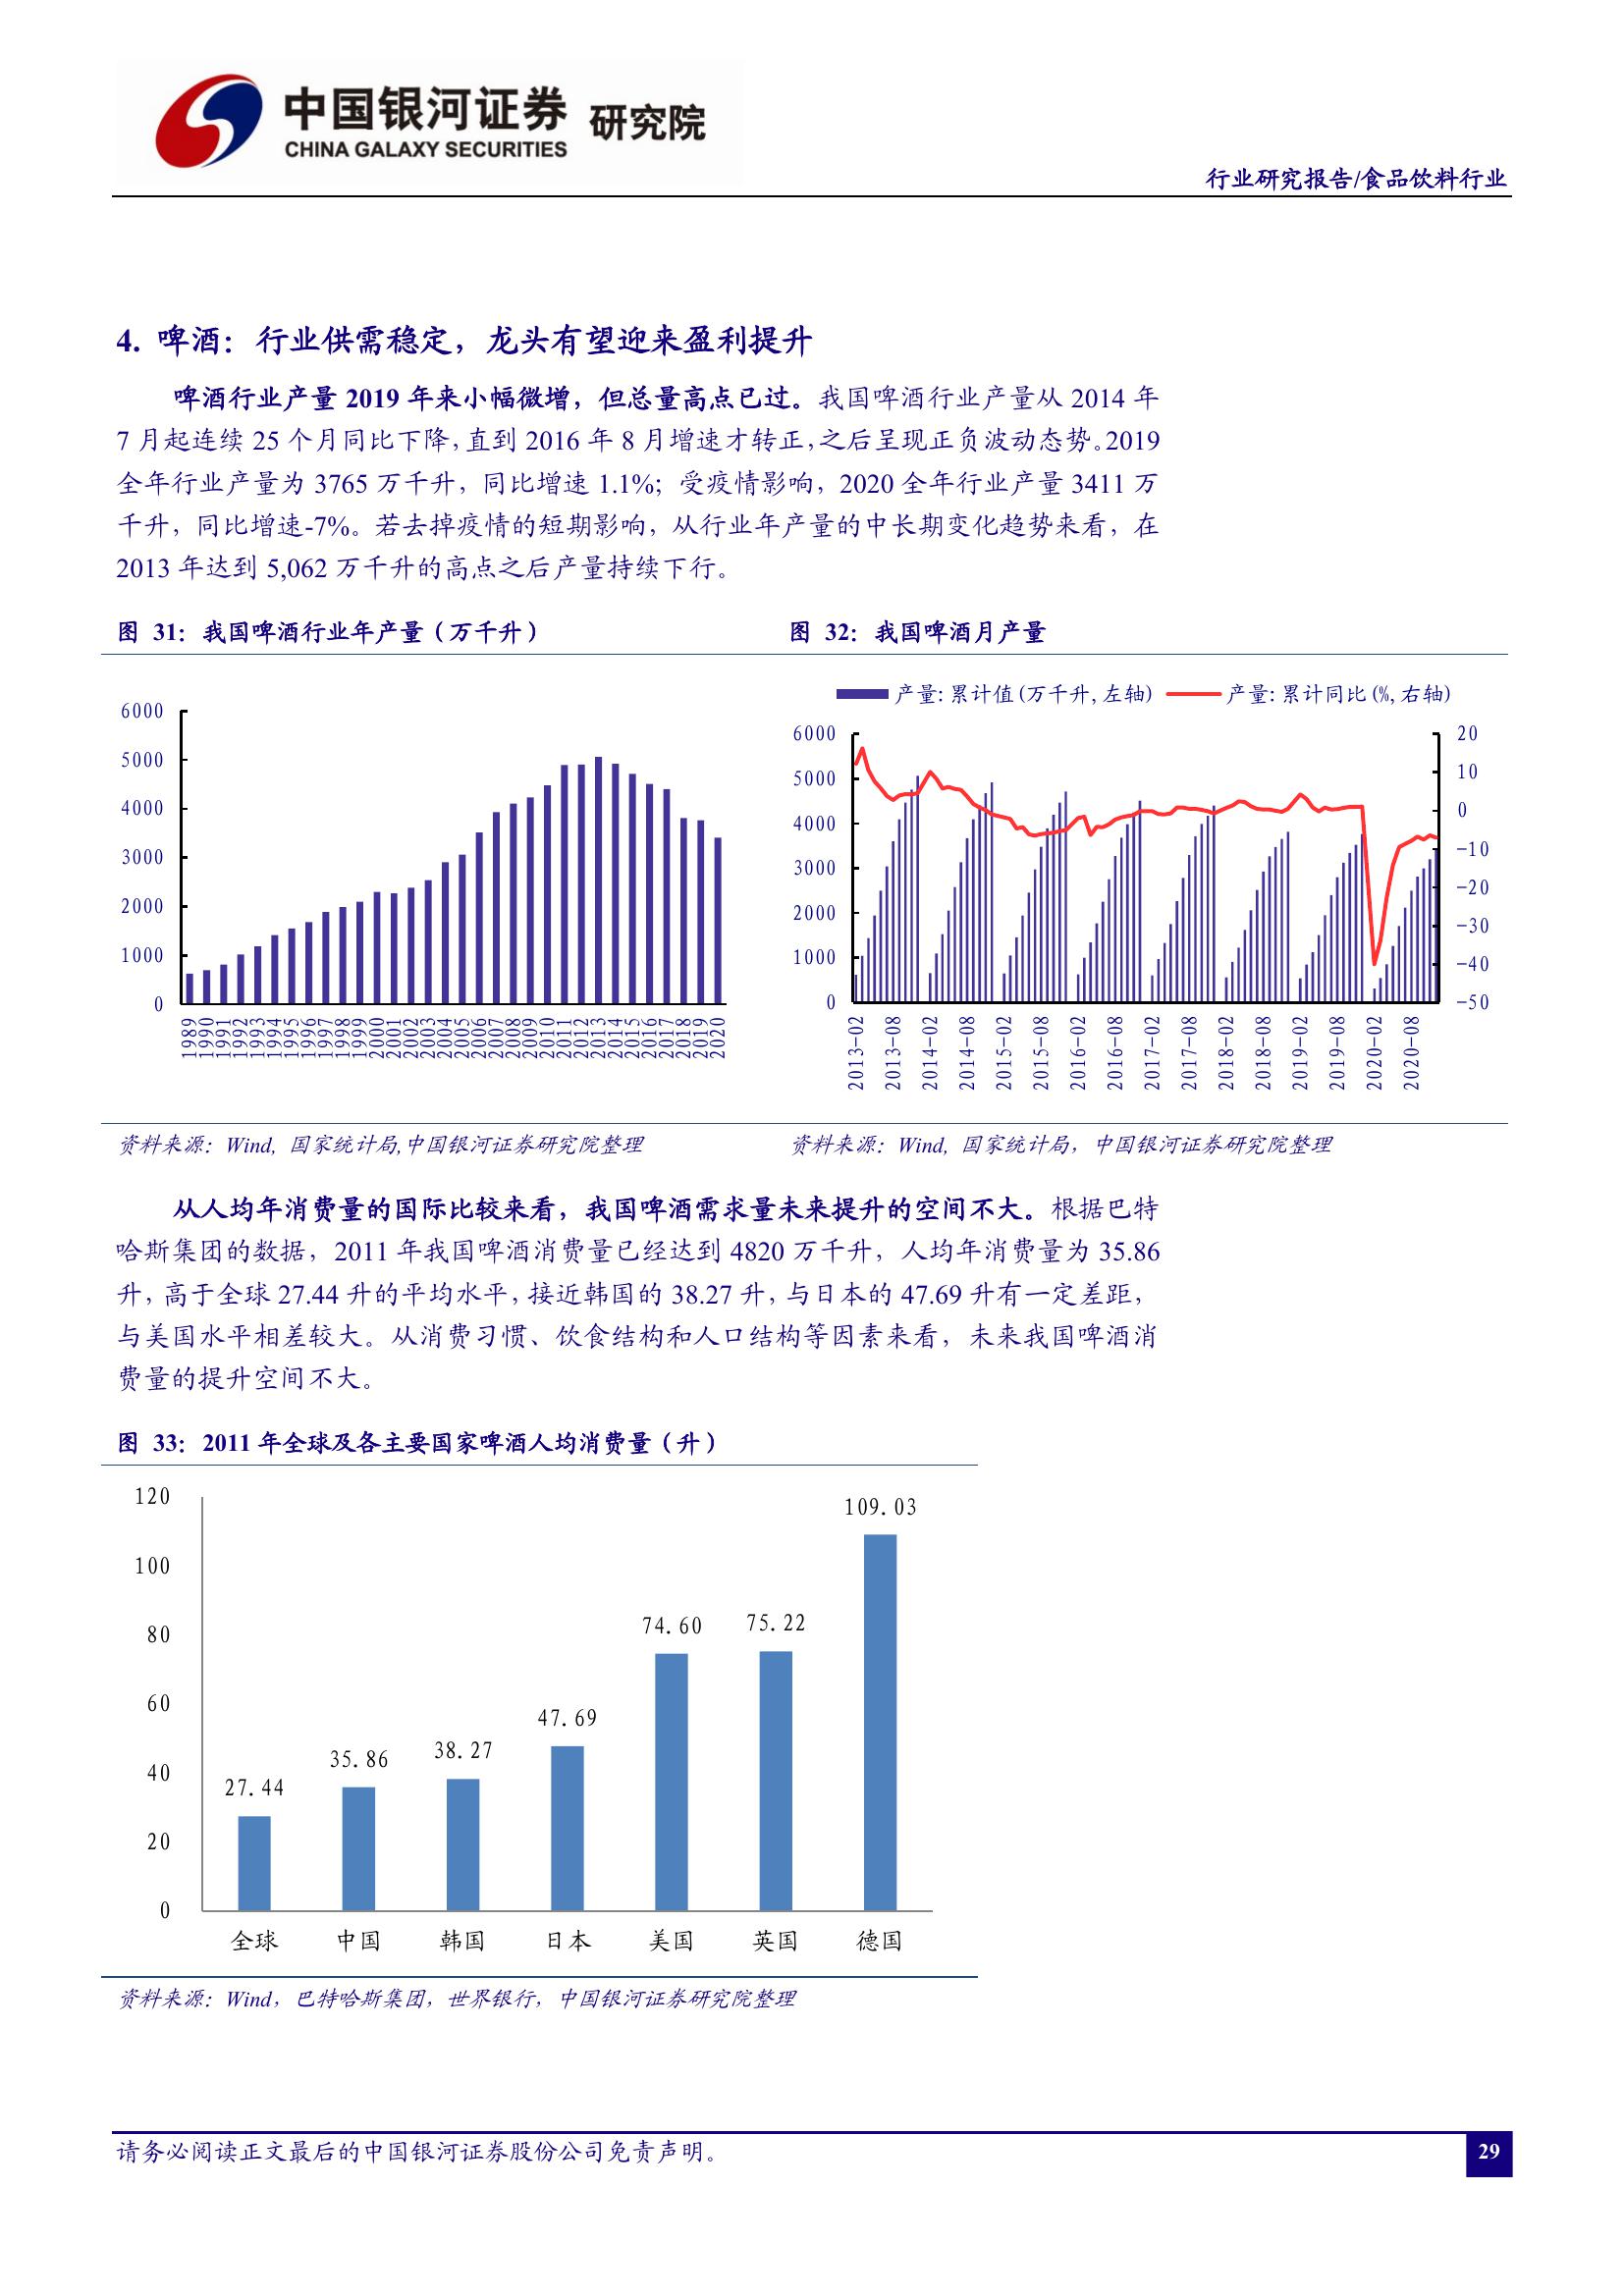 中国银河证券 研究院
CHINA GALAXY SECURITIES
行业研究报告/食品饮料行业
4. 啤酒：行业供需稳定，龙头有望迎来盈利提升
啤酒行业产量 2019 年来小幅微增，但总量高点已过。我国啤酒行业产量从 2014 年
7 月起连续 25 个月同比下降，直到 2016 年 8 月增速才转正，之后呈现正负波动态势。2019
全年行业产量为 3765 万千升，同比增速 1.1%；受疫情影响，2020 全年行业产量 3411 万
千升，同比增速-7%。若去掉疫情的短期影响，从行业年产量的中长期变化趋势来看，在
2013 年达到 5,062 万千升的高点之后产量持续下行。
图 31：我国啤酒行业年产量（万千升）
6000
5000
4000
3000
2000
1000
0
1989 1990 1991 1992 1993 1994 1995 1996 1997 1998 1999 2000 2001 2002 2003 2004 2005 2006 2007 2008 2009 2010 2011 2012 2013 2014 2015 2016 2017 2018 2019 2020
资料来源：Wind, 国家统计局,中国银河证券研究院整理
图 32：我国啤酒月产量
产量:累计值(万千升,左轴) 产量:累计同比(%,右轴)
6000
5000
4000
3000
2000
1000
0
20
10
0
-10
-20
-30
-40
-50
2013-02 2013-08 2014-02 2014-08 2015-02 2015-08 2016-02 2016-08 2017-02 2017-08 2018-02 2018-08 2019-02 2019-08 2020-02 2020-08
资料来源：Wind, 国家统计局，中国银河证券研究院整理
从人均年消费量的国际比较来看，我国啤酒需求量未来提升的空间不大。根据巴特
哈斯集团的数据，2011 年我国啤酒消费量已经达到 4820 万千升，人均年消费量为 35.86
升，高于全球 27.44 升的平均水平，接近韩国的 38.27 升，与日本的 47.69 升有一定差距，
与美国水平相差较大。从消费习惯、饮食结构和人口结构等因素来看，未来我国啤酒消
费量的提升空间不大。
图 33：2011 年全球及各主要国家啤酒人均消费量（升）
120
100
80
60
40
20
0
27.44 35.86 38.27 47.69 74.60 75.22 109.03
全球 中国 韩国 日本 美国 英国 德国
资料来源：Wind，巴特哈斯集团，世界银行，中国银河证券研究院整理
请务必阅读正文最后的中国银河证券股份公司免责声明。
29